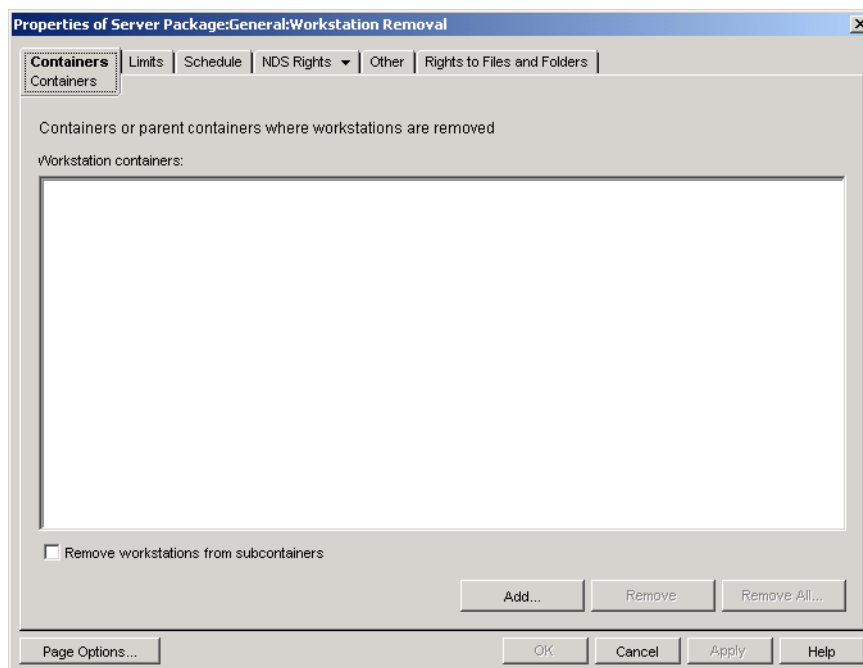 Properties of Server Package:General:Workstation Removal
Containers Limits Schedule NDS Rights Other Rights to Files and Folders
Containers
Containers or parent containers where workstations are removed
Workstation containers:
Remove workstations from subcontainers
Add... Remove Remove All...
Page Options... OK Cancel Apply Help